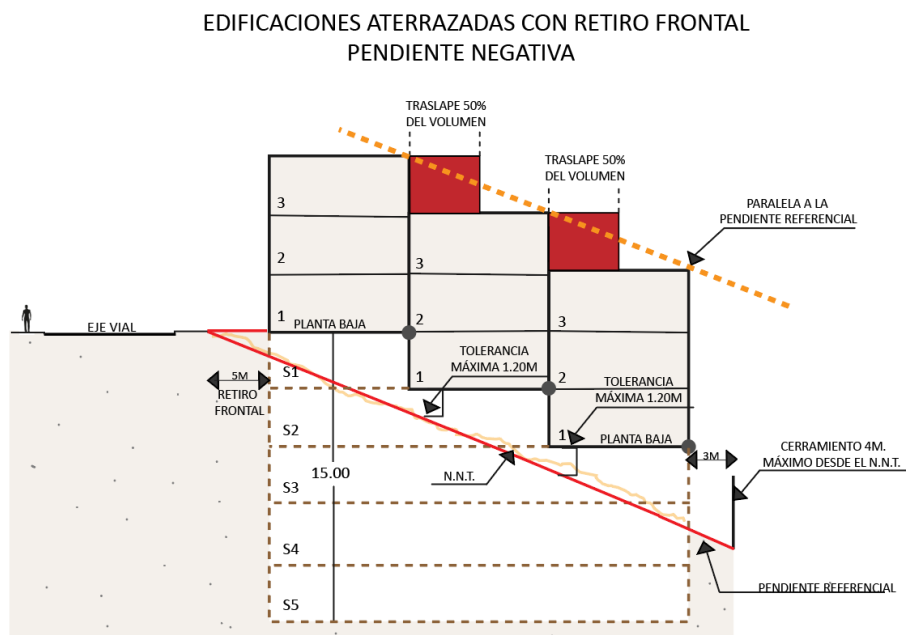 EDIFICACIONES ATERRAZADAS CON RETIRO FRONTAL
PENDIENTE NEGATIVA
TRASLAPE 50%
DEL VOLUMEN
TRASLAPE 50%
DEL VOLUMEN
PARALELA A LA
PENDIENTE REFERENCIAL
3
2
1 PLANTA BAJA
3
2
1
3
2
1 PLANTA BAJA
EJE VIAL
TOLERANCIA
MÁXIMA 1.20M
TOLERANCIA
MÁXIMA 1.20M
5M
RETIRO
FRONTAL
3M
CERRAMIENTO 4M.
MÁXIMO DESDE EL N.N.T.
S1
S2
S3
S4
S5
15.00
N.N.T.
PENDIENTE REFERENCIAL